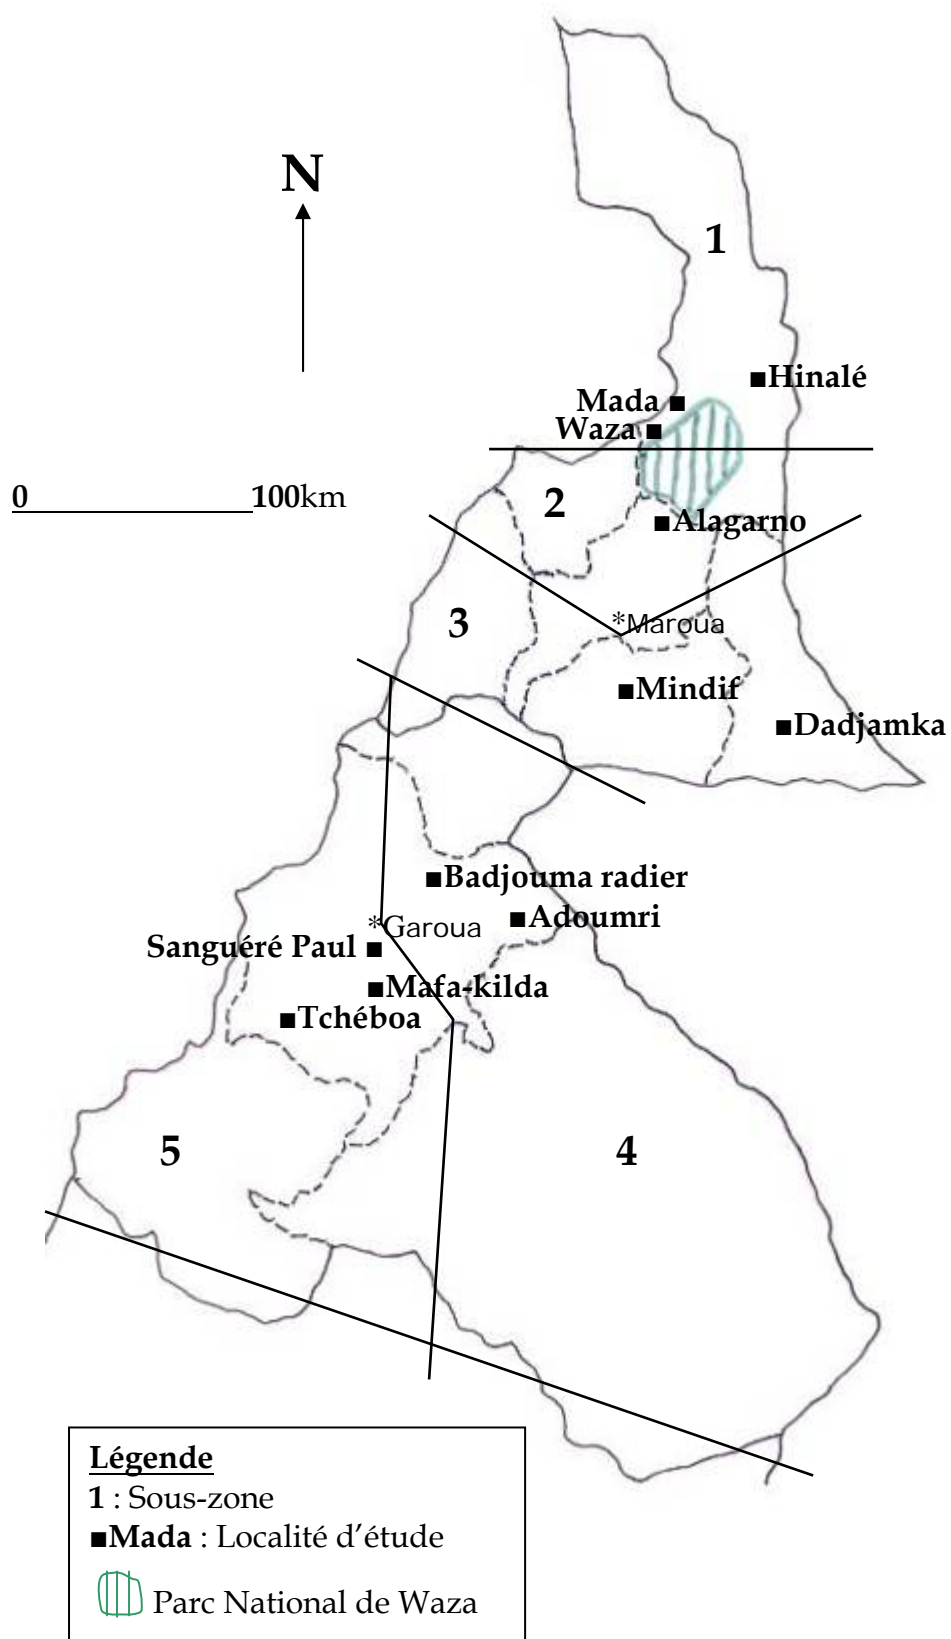 N
1
■Hinalé
Mada ■
Waza ■
0 100km
2
■Alagarno
3
*Maroua
■Mindif
■Dadjamka
■Badjouma radier
■Adoumri
*Garoua
Sanguéré Paul ■
■Mafa-kilda
■Tchéboa
5
4
Légende
1 : Sous-zone
■Mada : Localité d'étude
Parc National de Waza